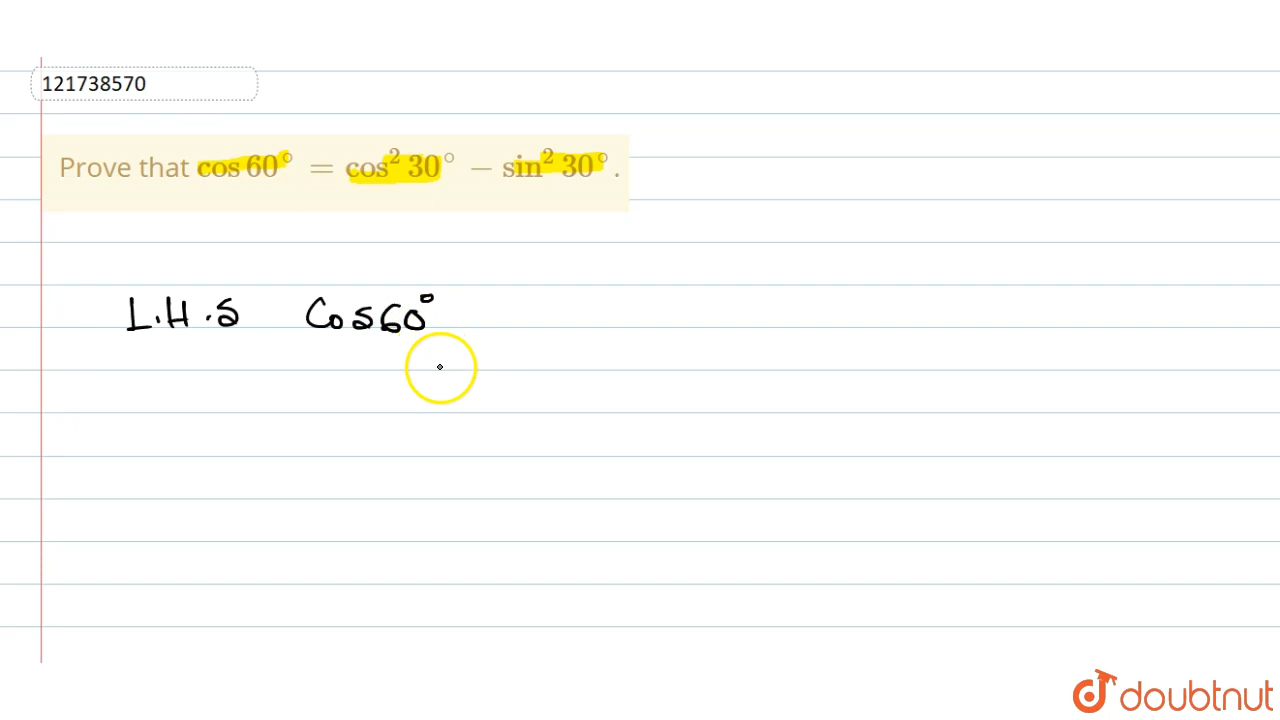 121738570
Prove that cos 60° = cos² 30° − sin² 30°.
L.H.S Cos60°
doubtnut